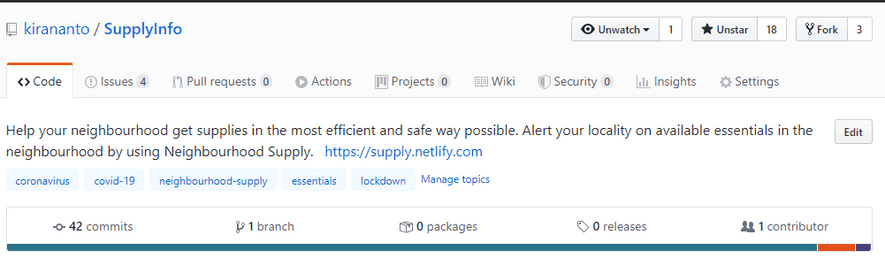 kirananto / SupplyInfo Unwatch 1 Unstar 18 Fork 3
Code Issues 4 Pull requests 0 Actions Projects 0 Wiki Security 0 Insights Settings
Help your neighbourhood get supplies in the most efficient and safe way possible. Alert your locality on available essentials in the Edit
neighbourhood by using Neighbourhood Supply. https://supply.netlify.com
coronavirus covid-19 neighbourhood-supply essentials lockdown Manage topics
42 commits 1 branch 0 packages 0 releases 1 contributor